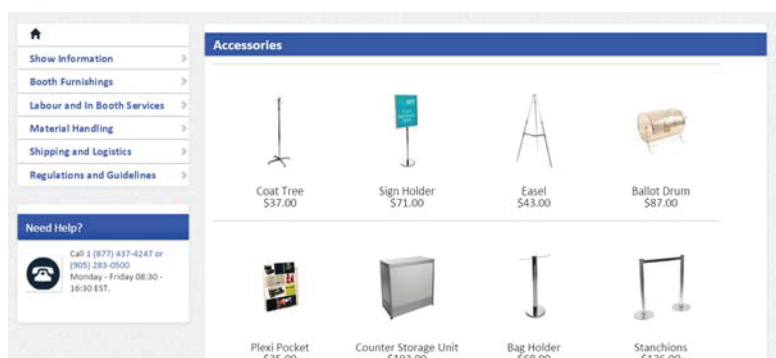 Show Information
Booth Furnishings
Labour and In Booth Services
Material Handling
Shipping and Logistics
Regulations and Guidelines
Need Help?
Call 1 (877) 437-4247 or
(905) 283-0500
Monday - Friday 08:30 -
16:30 EST.
Accessories
Coat Tree
$37.00
Sign Holder
$71.00
Easel
$43.00
Ballot Drum
$87.00
Plexi Pocket
Counter Storage Unit
Bag Holder
Stanchions